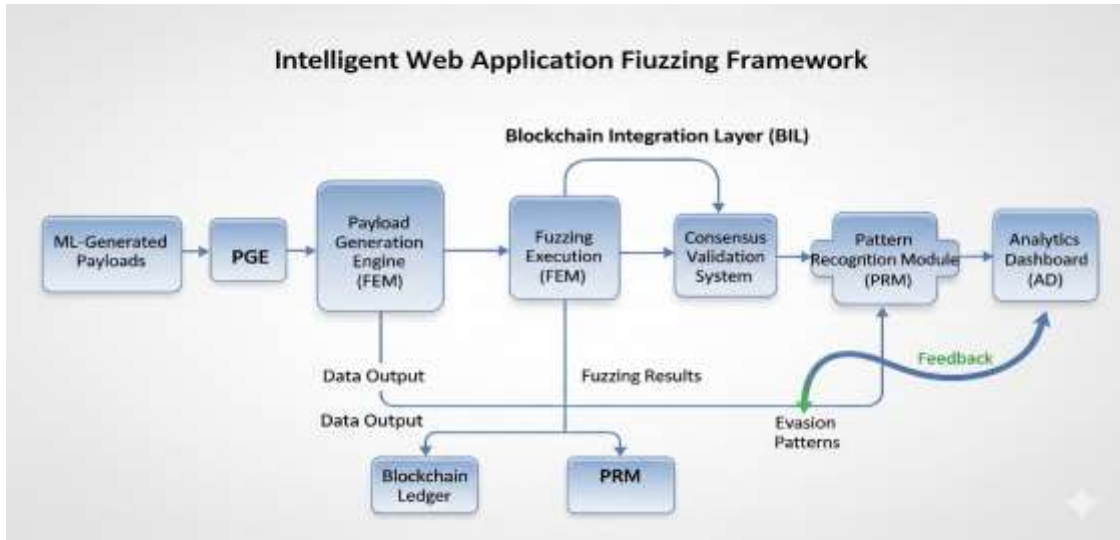 Intelligent Web Application Fiuzzing Framework
Blockchain Integration Layer (BIL)
ML-Generated
Payloads
PGE
Payload
Generation
Engine
(FEM)
Fuzzing
Execution
(FEM)
Consensus
Validation
System
Pattern
Recognition Module
(PRM)
Analytics
Dashboard
(AD)
Feedback
Data Output
Fuzzing Results
Data Output
Evasion
Patterns
Blockchain
Ledger
PRM